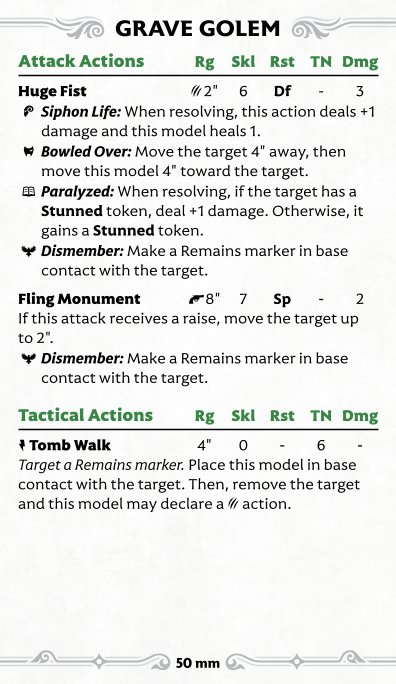 GRAVE GOLEM
Attack Actions Rg Skl Rst TN Dmg
Huge Fist 2" 6 Df - 3
Siphon Life: When resolving, this action deals +1
damage and this model heals 1.
Bowled Over: Move the target 4" away, then
move this model 4" toward the target.
Paralyzed: When resolving, if the target has a
Stunned token, deal +1 damage. Otherwise, it
gains a Stunned token.
Dismember: Make a Remains marker in base
contact with the target.
Fling Monument 8" 7 Sp - 2
If this attack receives a raise, move the target up
to 2".
Dismember: Make a Remains marker in base
contact with the target.
Tactical Actions Rg Skl Rst TN Dmg
Tomb Walk 4" 0 - 6 -
Target a Remains marker. Place this model in base
contact with the target. Then, remove the target
and this model may declare a action.
50 mm